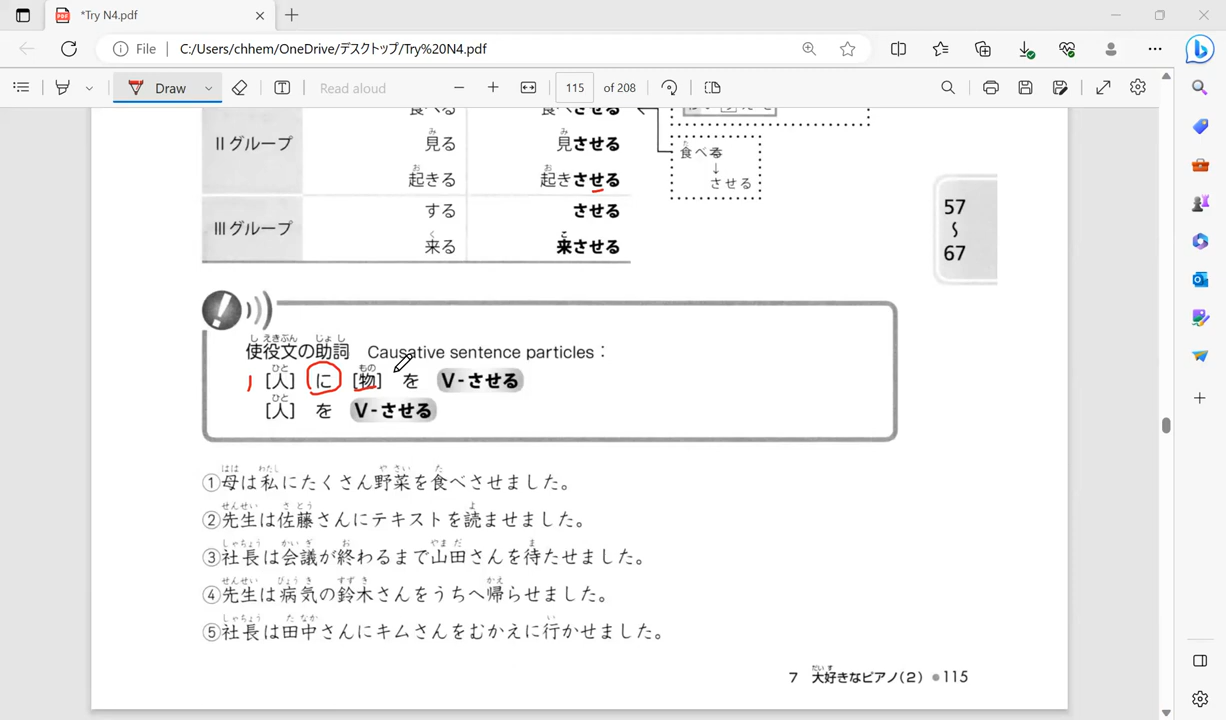 *Try N4.pdf
File C:/Users/chhem/OneDrive/デスクトップ/Try%20N4.pdf
Draw Read aloud 115 of 208
食べる 食べさせる
IIグループ 見る 見させる
起きる 起きさせる
食べる
↓
させる
IIIグループ する させる
来る 来させる
57
〜
67
使役文の助詞 Causative sentence particles：
[人] に [物] を V-させる
[人] を V-させる
①母は私にたくさん野菜を食べさせました。
②先生は佐藤さんにテキストを読ませました。
③社長は会議が終わるまで山田さんを待たせました。
④先生は病気の鈴木さんをうちへ帰らせました。
⑤社長は田中さんにキムさんをむかえに行かせました。
7 大好きなピアノ(2) ●115